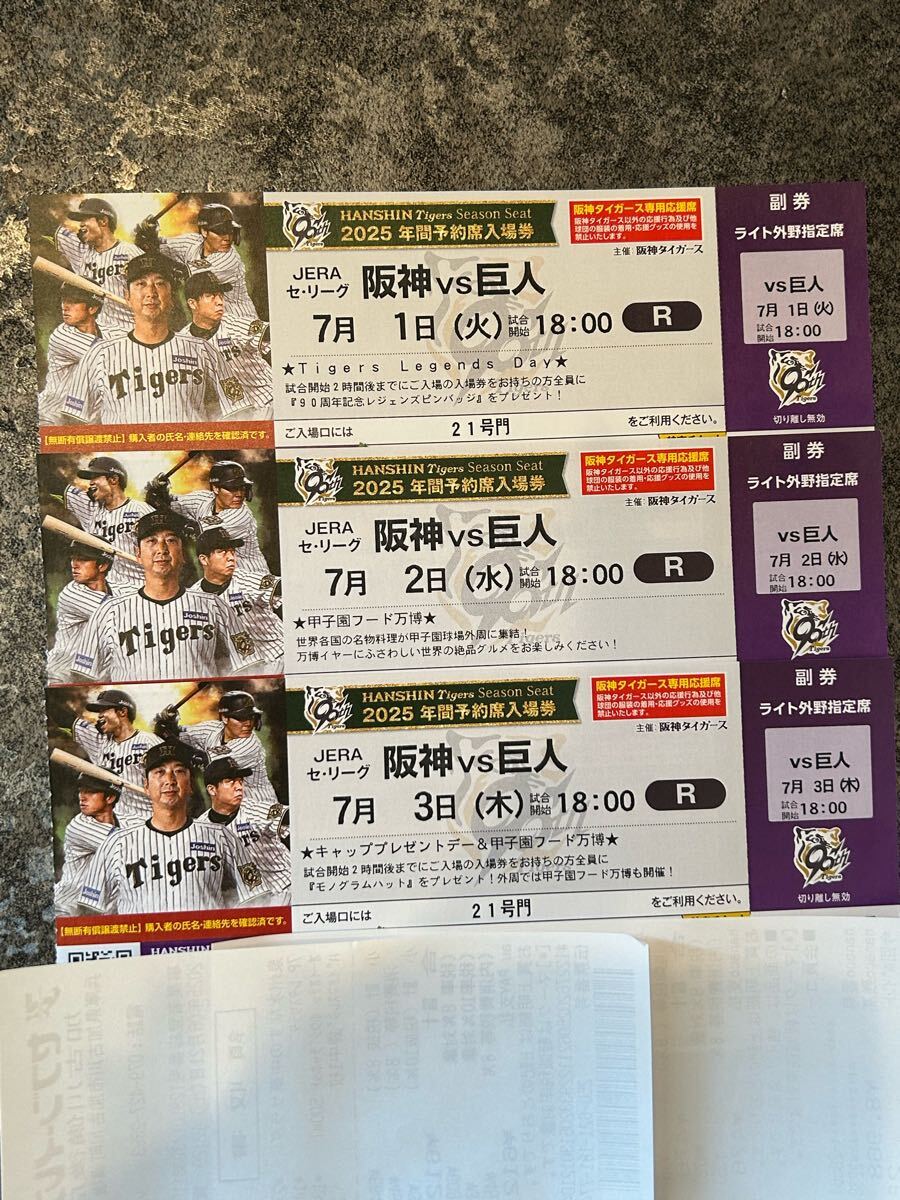 HANSHIN Tigers Season Seat
2025 年間予約席入場券
阪神タイガース専用応援席
阪神タイガース以外の応援行為及び他
球団の服装の着用・応援グッズの使用を
禁止いたします。
主催:阪神タイガース
JERA
セ・リーグ
阪神vs巨人
7月 1日(火)
試合
開始
18:00
R
★Tigers Legends Day★
試合開始2時間後までにご入場の入場券をお持ちの方全員に
『90周年記念レジェンズピンバッジ』をプレゼント!
ご入場口には 21号門 をご利用ください。
【無断有償譲渡禁止】購入者の氏名・連絡先を確認済です。
Tigers
Joshin
副券
ライト外野指定席
vs巨人
7月 1日(火)
試合
開始
18:00
90th
Tigers
切り離し無効
HANSHIN Tigers Season Seat
2025 年間予約席入場券
阪神タイガース専用応援席
阪神タイガース以外の応援行為及び他
球団の服装の着用・応援グッズの使用を
禁止いたします。
主催:阪神タイガース
JERA
セ・リーグ
阪神vs巨人
7月 2日(水)
試合
開始
18:00
R
★甲子園フード万博★
世界各国の名物料理が甲子園球場外周に集結!
万博イヤーにふさわしい世界の絶品グルメをお楽しみください!
Tigers
Joshin
副券
ライト外野指定席
vs巨人
7月 2日(水)
試合
開始
18:00
90th
Tigers
HANSHIN Tigers Season Seat
2025 年間予約席入場券
阪神タイガース専用応援席
阪神タイガース以外の応援行為及び他
球団の服装の着用・応援グッズの使用を
禁止いたします。
主催:阪神タイガース
JERA
セ・リーグ
阪神vs巨人
7月 3日(木)
試合
開始
18:00
R
★キャッププレゼントデー&甲子園フード万博★
試合開始2時間後までにご入場の入場券をお持ちの方全員に
『モノグラムハット』をプレゼント!外周では甲子園フード万博も開催!
ご入場口には 21号門 をご利用ください。
【無断有償譲渡禁止】購入者の氏名・連絡先を確認済です。
Tigers
Joshin
副券
ライト外野指定席
vs巨人
7月 3日(木)
試合
開始
18:00
90th
Tigers
切り離し無効
HANSHIN